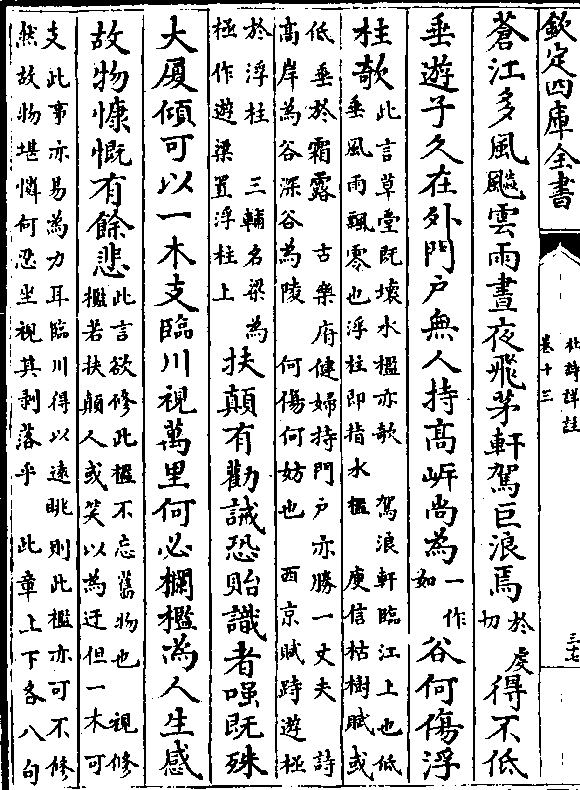 欽定四庫全書
杜詩詳註
卷十三
三七
蒼江多風飈雲雨晝夜飛茅軒駕巨浪焉於虔切得不低
垂遊子久在外門戶無人持高岸尚為一作如谷何傷浮
柱欹
此言草堂既壞水檻亦欹 駕浪軒臨江上也低
垂風雨飄零也浮柱即指水檻 庾信枯樹賦或
低垂於霜露 古樂府健婦持門戶亦勝一丈夫 詩
高岸為谷深谷為陵 何傷何妨也 西京賦跱遊極
於浮柱 三輔名梁為
極作遊梁置浮柱上
扶顛有勸誡恐貽識者嗤既殊
大厦傾可以一木支臨川視萬里何必欄檻為人生感
故物慷慨有餘悲
此言欲修此檻不忘舊物也 視修
檻若扶顛人或笑以為迂但一木可
支此事亦易為力耳臨川得以遠眺則此檻亦可不修
然故物堪憐何忍坐視其剥落乎 此章上下各八句